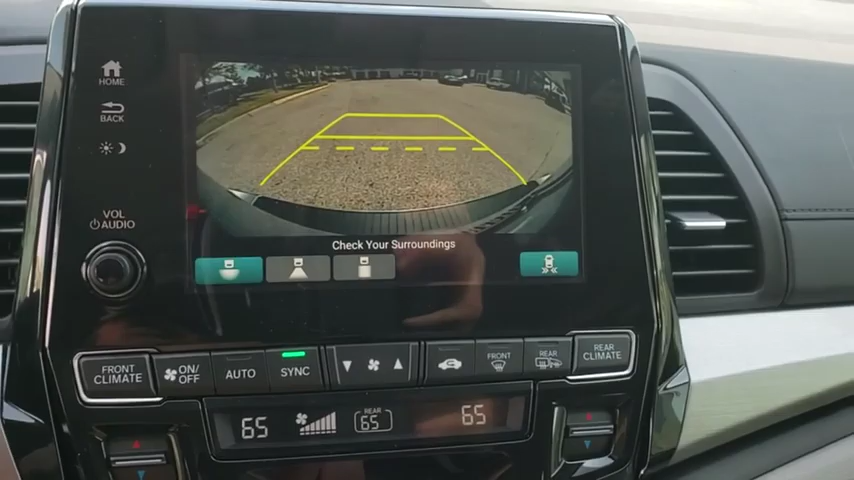 HOME
BACK
VOL
AUDIO
Check Your Surroundings
FRONT CLIMATE
ON/OFF
AUTO
SYNC
FRONT
REAR
REAR CLIMATE
65
REAR
65
65